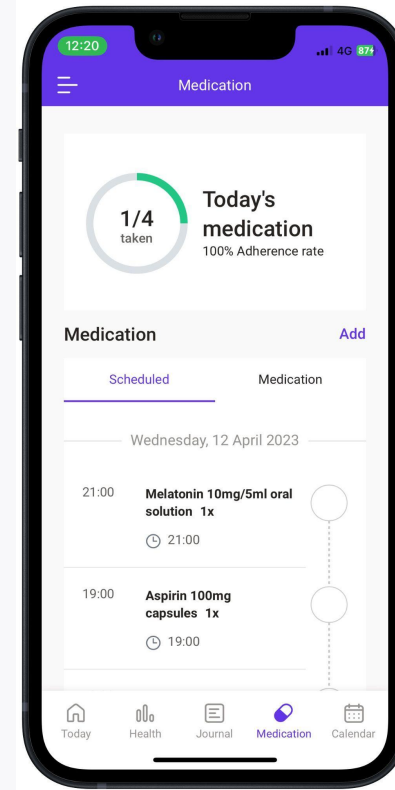 12:20
4G 87
Medication
1/4
taken
Today's
medication
100% Adherence rate
Medication
Add
Scheduled
Medication
Wednesday, 12 April 2023
21:00
Melatonin 10mg/5ml oral
solution 1x
21:00
19:00
Aspirin 100mg
capsules 1x
19:00
Today
Health
Journal
Medication
Calendar